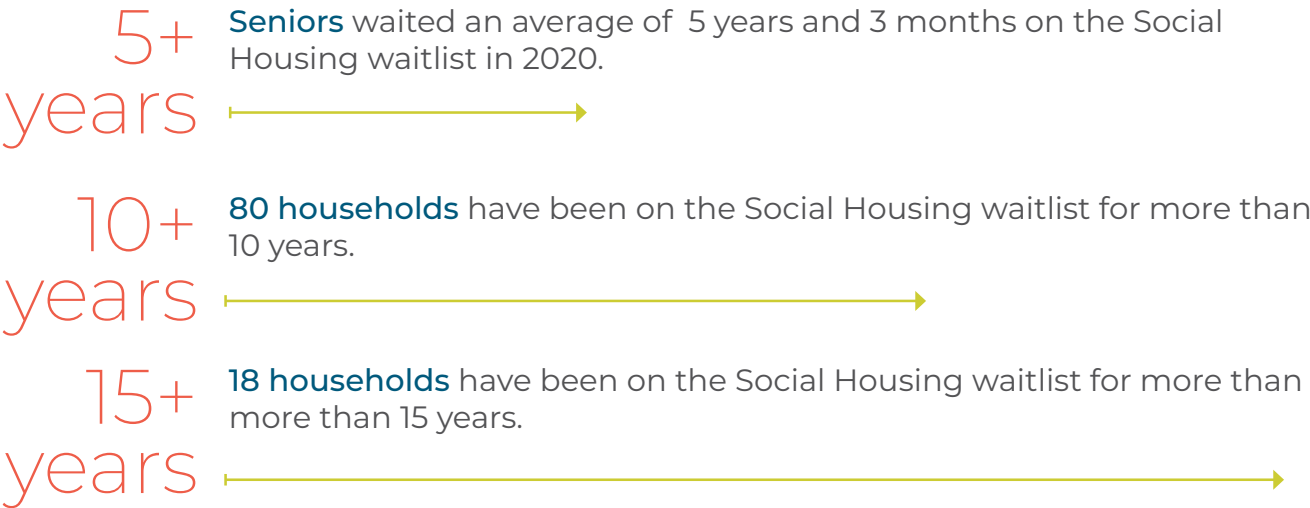 5+
years
Seniors waited an average of  5 years and 3 months on the Social
Housing waitlist in 2020.
10+
years
80 households have been on the Social Housing waitlist for more than
10 years.
15+
years
18 households have been on the Social Housing waitlist for more than
more than 15 years.